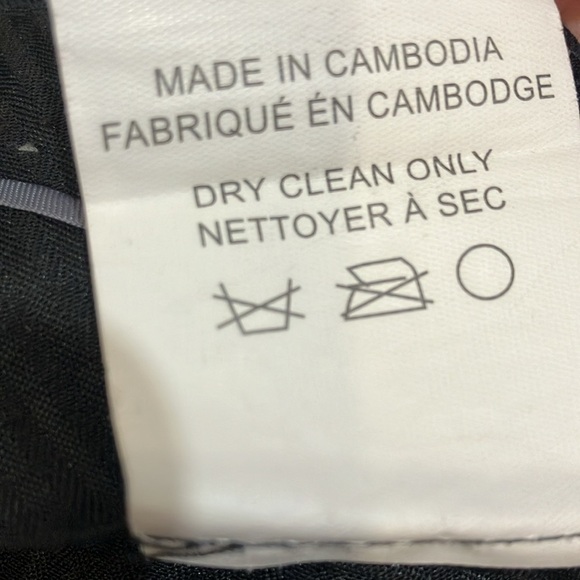 MADE IN CAMBODIA
FABRIQUÉ ÉN CAMBODGE
DRY CLEAN ONLY
NETTOYER À SEC